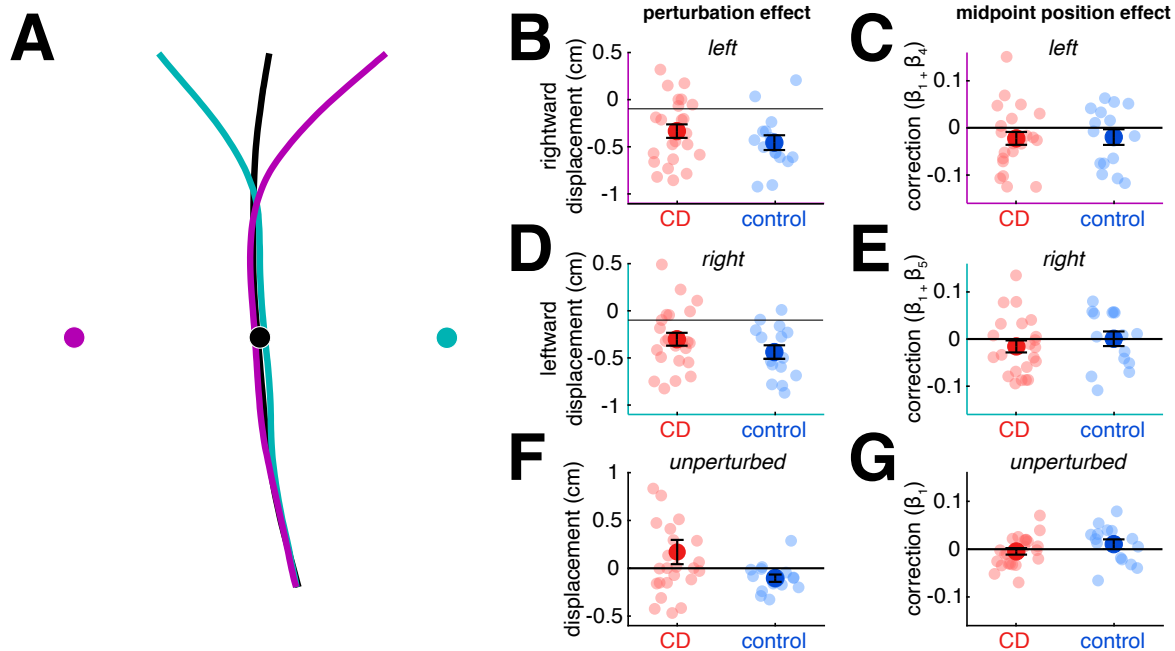 A
perturbation effect
midpoint position effect
B
left
rightward
displacement (cm)
0.5
0
-0.5
-1
CD
control
C
left
correction (β1 + β4)
0.1
0
-0.1
CD
control
D
right
leftward
displacement (cm)
0.5
0
-0.5
-1
CD
control
E
right
correction (β1 + β5)
0.1
0
-0.1
CD
control
F
unperturbed
displacement (cm)
1
0.5
0
-0.5
CD
control
G
unperturbed
correction (β1)
0.1
0
-0.1
CD
control